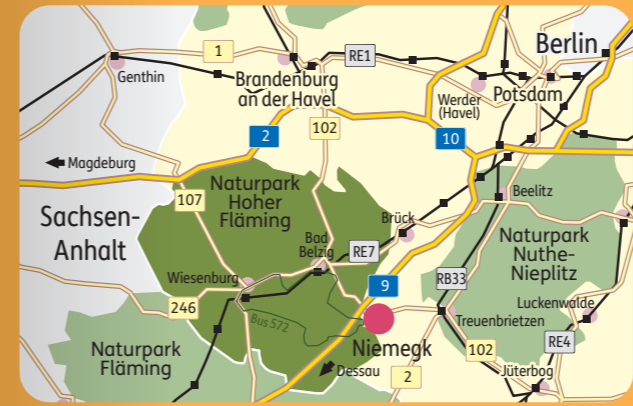 1
RE1
Berlin
Genthin
Brandenburg
an der Havel
Werder
(Havel)
Potsdam
2
102
10
Magdeburg
Naturpark
Hoher
Fläming
107
Beelitz
Sachsen-
Anhalt
Brück
Naturpark
Nuthe-
Nieplitz
Bad
Belzig
RE7
Wiesenburg
9
RB33
246
Bus 572
Luckenwalde
Treuenbrietzen
RE4
Niemegk
Naturpark
Fläming
102
Dessau
2
Jüterbog